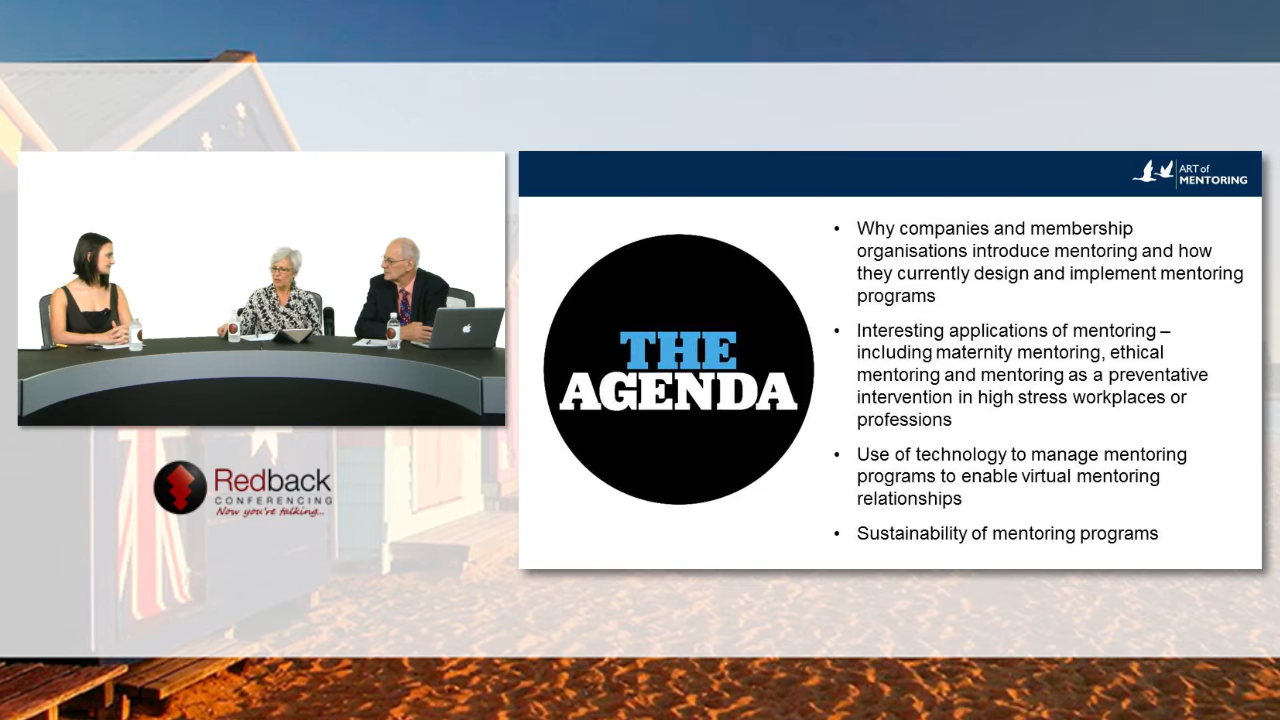 ART of
MENTORING
THE
AGENDA
• Why companies and membership
organisations introduce mentoring and how
they currently design and implement mentoring
programs
• Interesting applications of mentoring –
including maternity mentoring, ethical
mentoring and mentoring as a preventative
intervention in high stress workplaces or
professions
• Use of technology to manage mentoring
programs to enable virtual mentoring
relationships
• Sustainability of mentoring programs
Redback
CONFERENCING
Now you're talking..